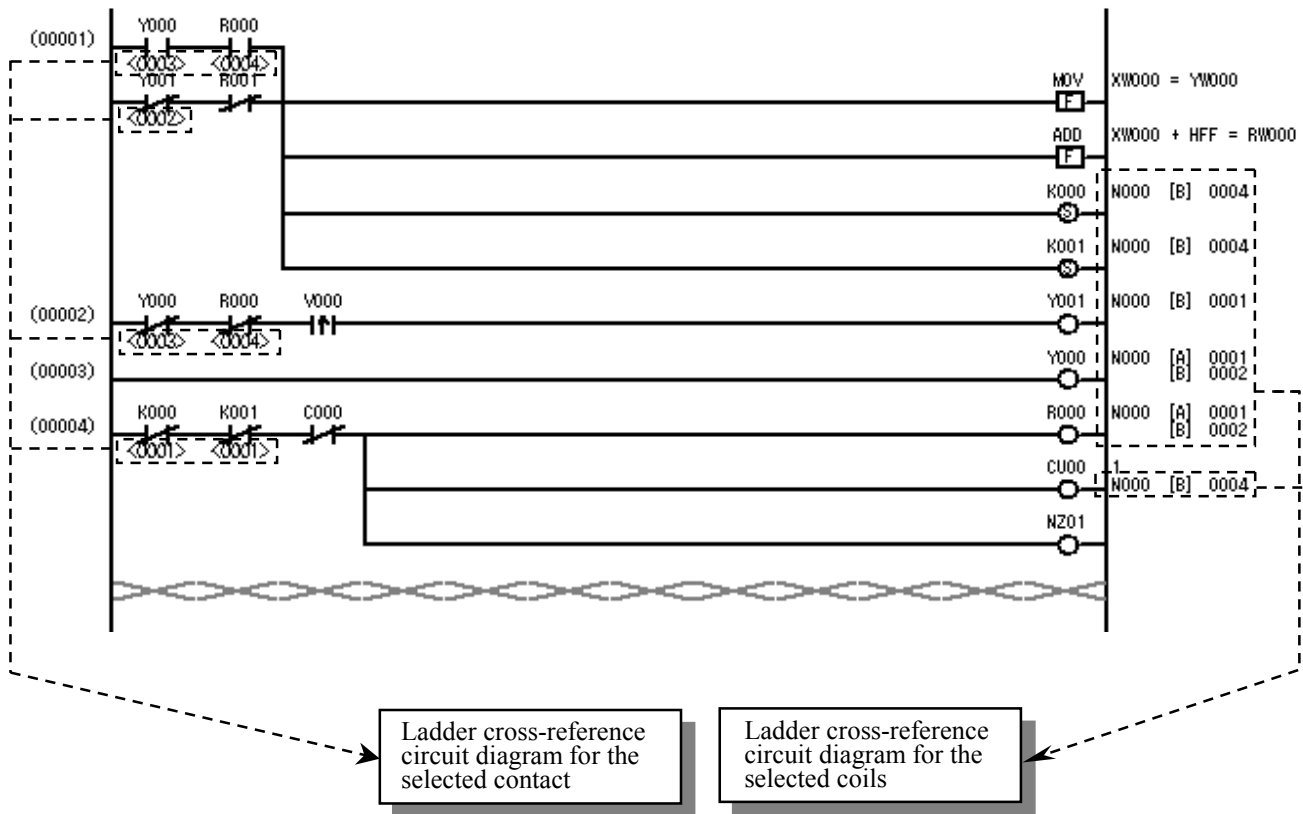 (00001) Y000 R000
<0003> <0004>
Y001 R001 MOV XW000 = YW000
<0002> F
ADD XW000 + HFF = RW000
F
K000 N000 [B] 0004
S
K001 N000 [B] 0004
S
(00002) Y000 R000 V000 Y001 N000 [B] 0001
<0003> <0004>
(00003) Y000 N000 [A] 0001
[B] 0002
(00004) K000 K001 C000 R000 N000 [A] 0001
[B] 0002
<0001> <0001>
CU00 1
N000 [B] 0004
NZ01
Ladder cross-reference
circuit diagram for the
selected contact
Ladder cross-reference
circuit diagram for the
selected coils